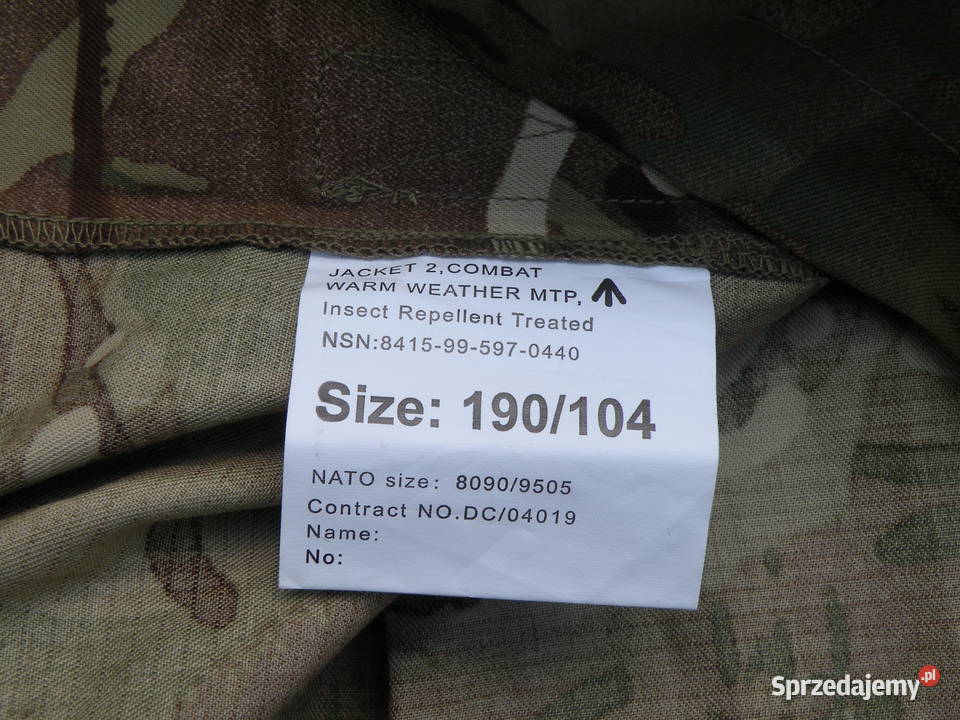 JACKET 2,COMBAT
WARM WEATHER MTP,
Insect Repellent Treated
NSN:8415-99-597-0440
Size: 190/104
NATO size: 8090/9505
Contract NO.DC/04019
Name:
No:
Sprzedajemy.pl